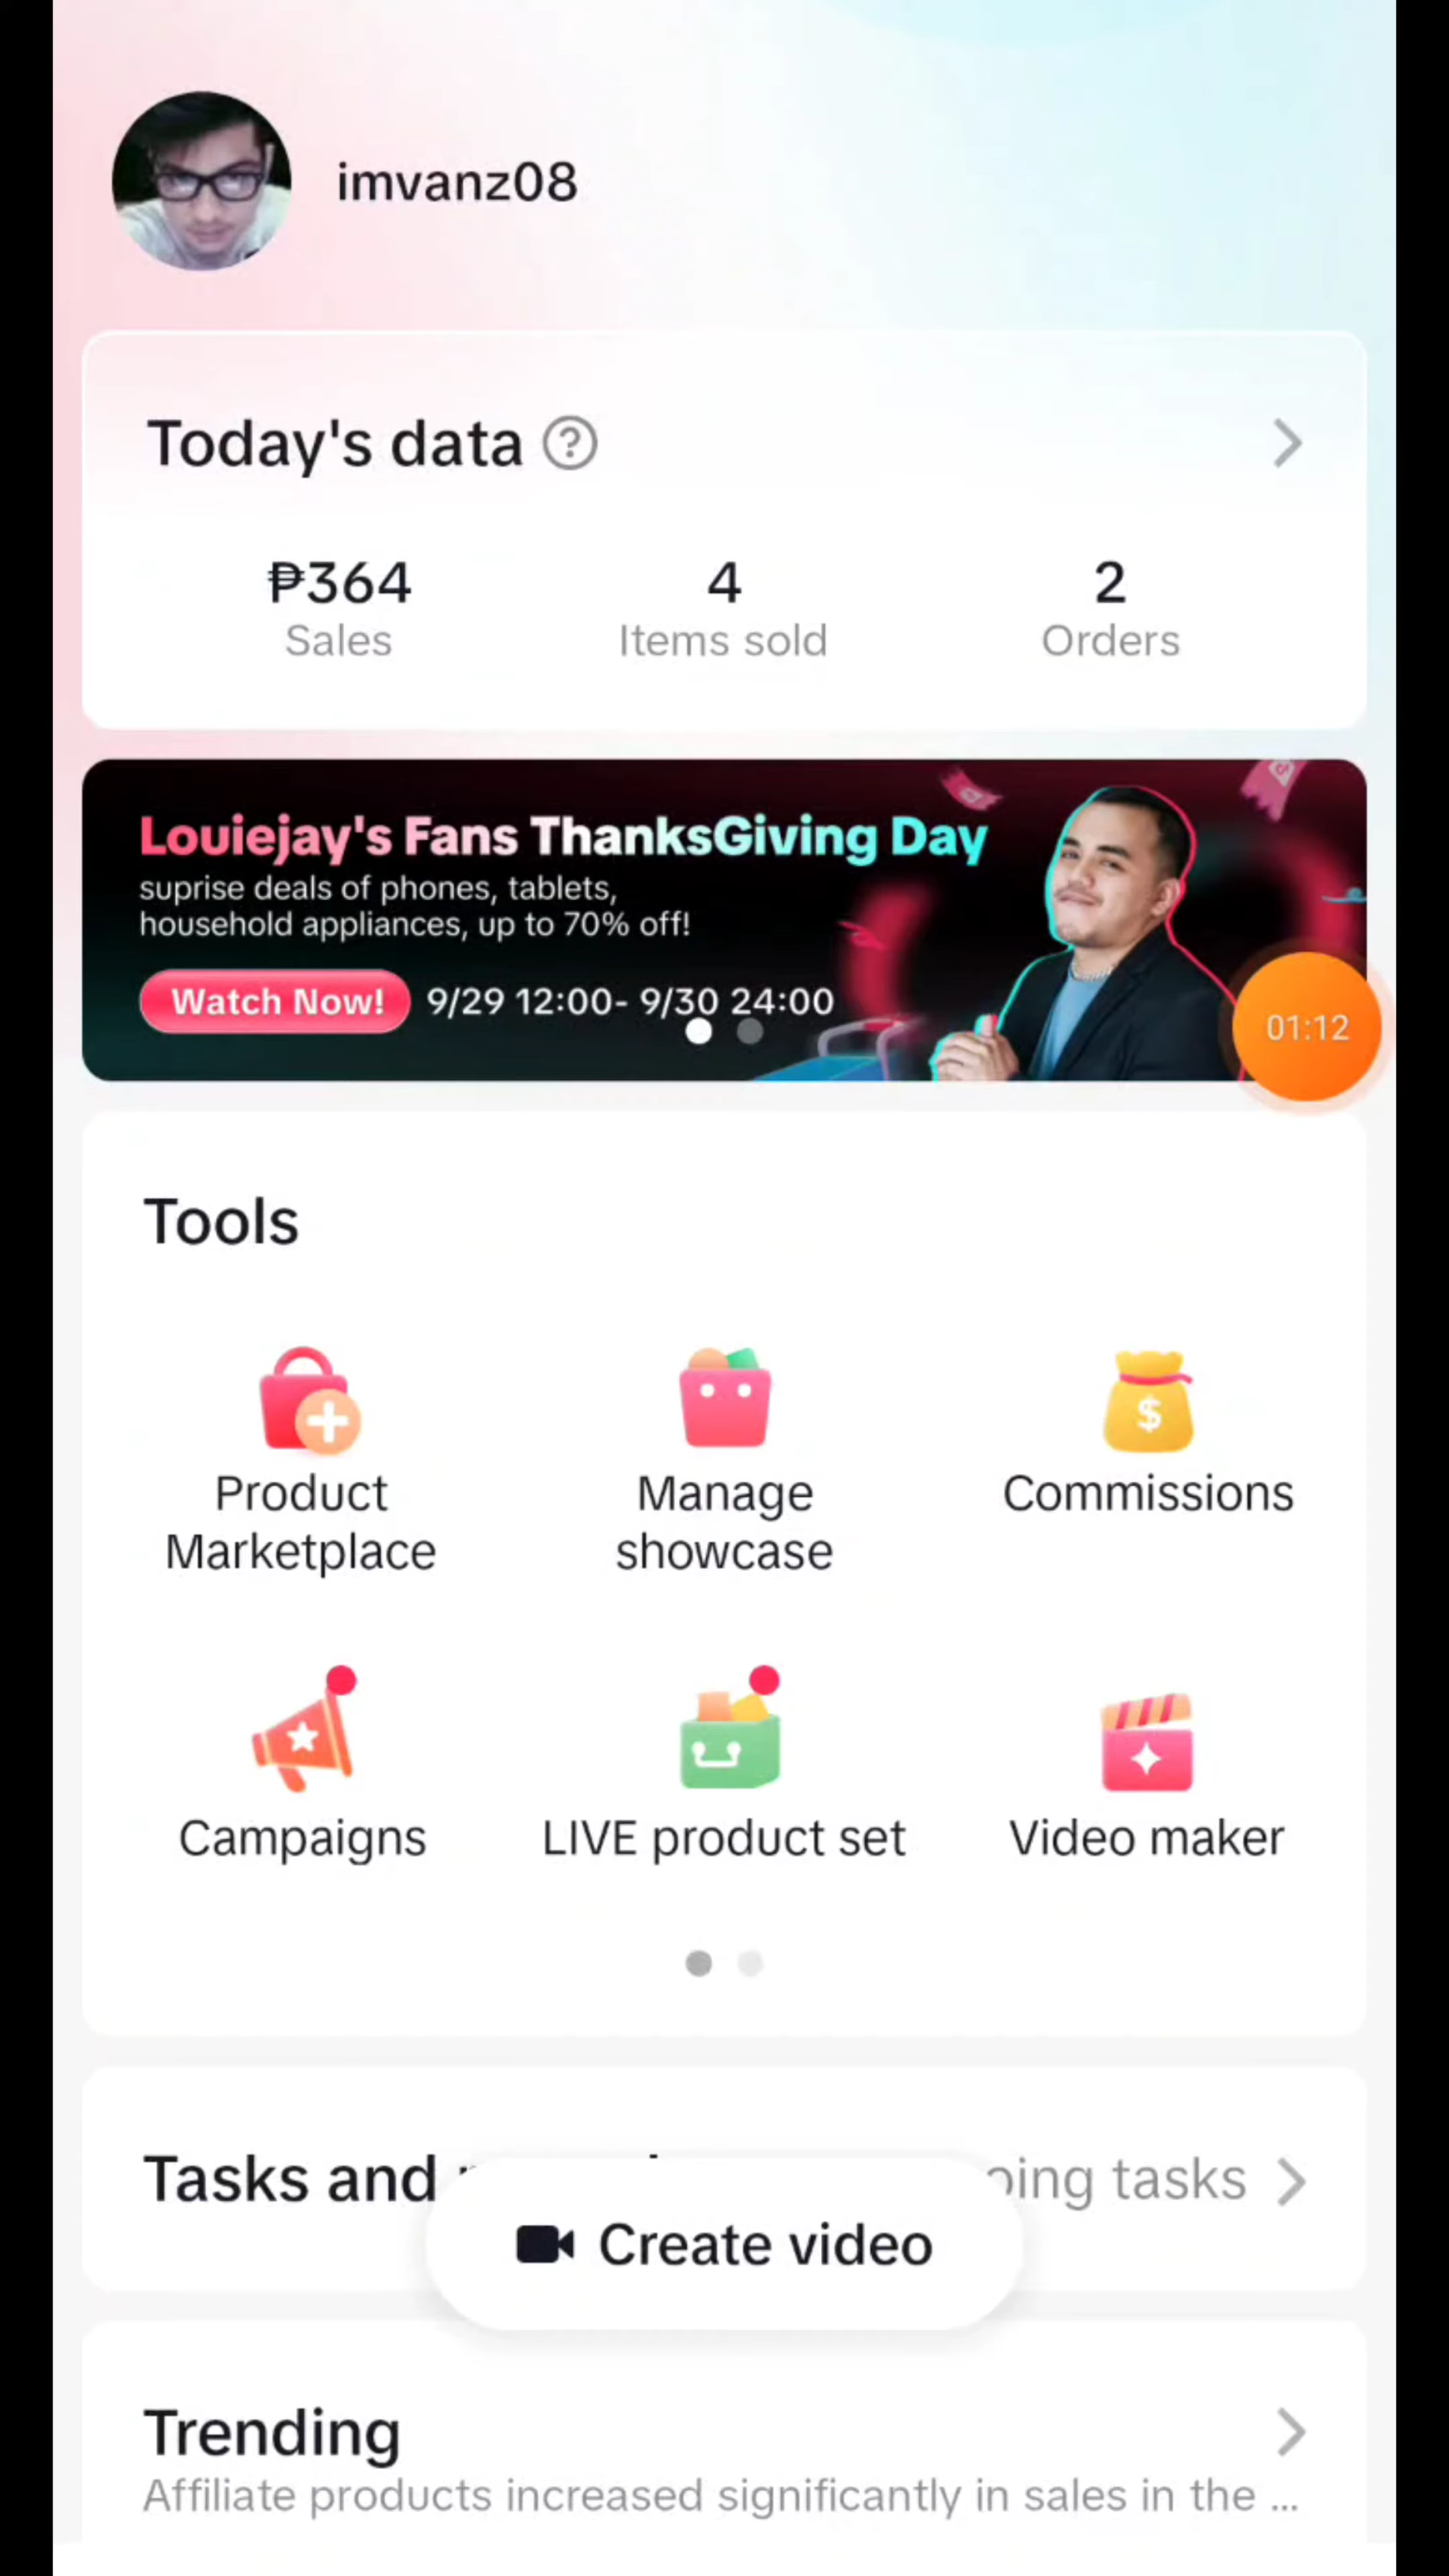 imvanz08
Today's data ?
₱364
Sales
4
Items sold
2
Orders
Louiejay's Fans ThanksGiving Day
suprise deals of phones, tablets,
household appliances, up to 70% off!
Watch Now! 9/29 12:00- 9/30 24:00
01:12
Tools
Product
Marketplace
Manage
showcase
Commissions
$
Campaigns
LIVE product set
Video maker
Tasks and
tasks
Create video
Trending
Affiliate products increased significantly in sales in the ...